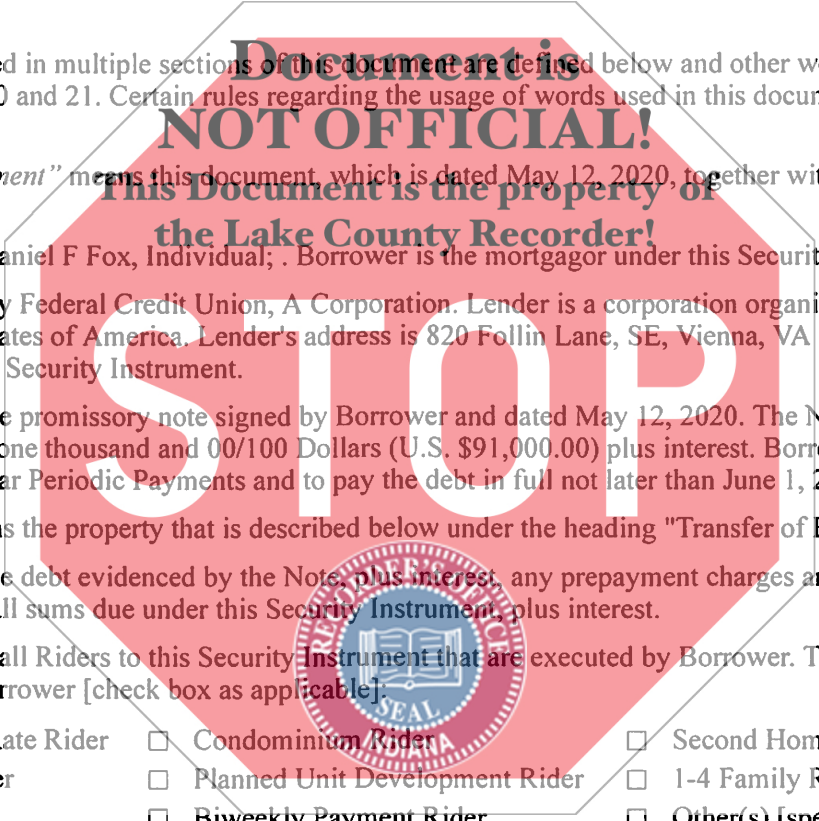 Document is
NOT OFFICIAL!
This Document is the property of
the Lake County Recorder!
STOP
RECORDER'S OFFICE
SEAL
INDIANA
d in multiple sections of this document are defined below and other w
0 and 21. Certain rules regarding the usage of words used in this docum
ment" means this document, which is dated May 12, 2020, together wit
aniel F Fox, Individual; . Borrower is the mortgagor under this Securit
y Federal Credit Union, A Corporation. Lender is a corporation organi
ates of America. Lender's address is 820 Follin Lane, SE, Vienna, VA
Security Instrument.
e promissory note signed by Borrower and dated May 12, 2020. The N
one thousand and 00/100 Dollars (U.S. $91,000.00) plus interest. Borr
ar Periodic Payments and to pay the debt in full not later than June 1, 2
s the property that is described below under the heading "Transfer of
e debt evidenced by the Note, plus interest, any prepayment charges a
ll sums due under this Security Instrument, plus interest.
all Riders to this Security Instrument that are executed by Borrower. T
rrower [check box as applicable]:
ate Rider ☐ Condominium Rider ☐ Second Hom
er ☐ Planned Unit Development Rider ☐ 1-4 Family R
☐ Biweekly Payment Rider ☐ Other(s) [spe